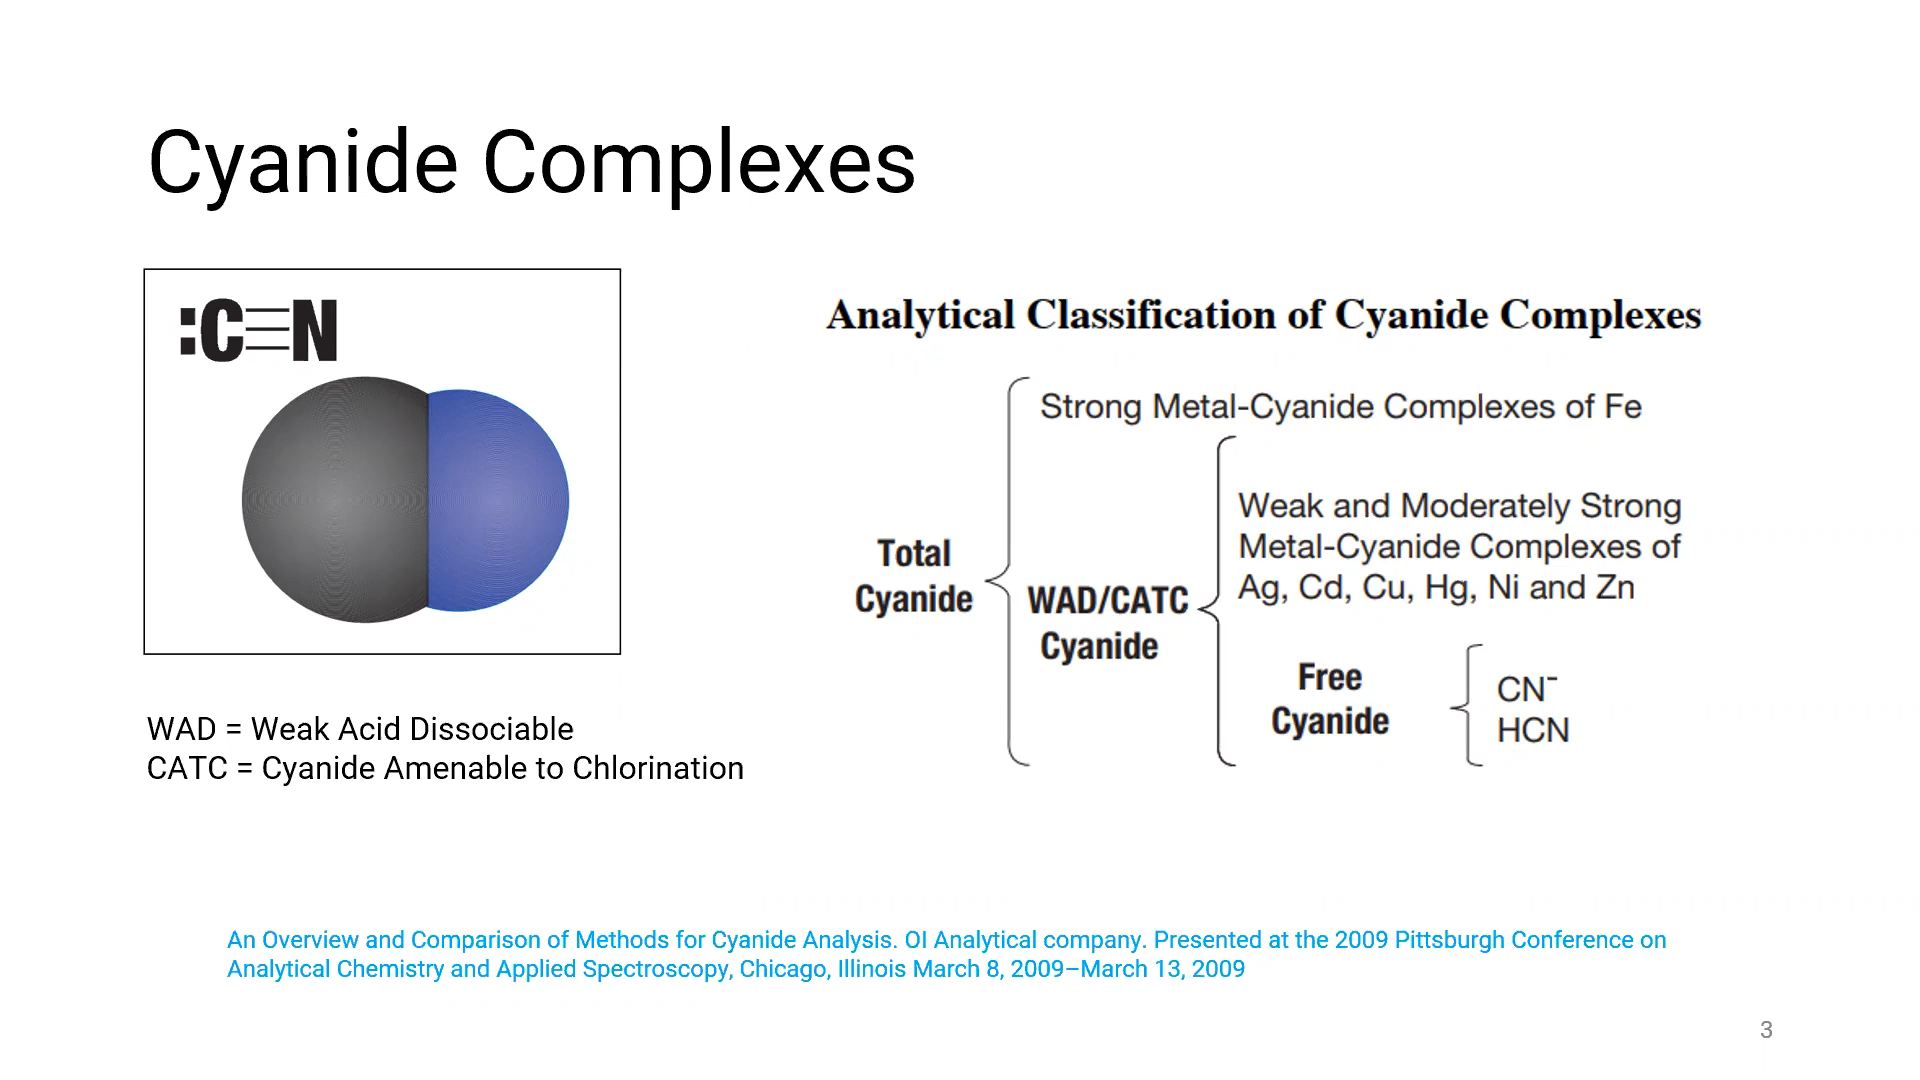 Cyanide Complexes
:C≡N
WAD = Weak Acid Dissociable
CATC = Cyanide Amenable to Chlorination
Analytical Classification of Cyanide Complexes
Total
Cyanide
Strong Metal-Cyanide Complexes of Fe
WAD/CATC
Cyanide
Weak and Moderately Strong
Metal-Cyanide Complexes of
Ag, Cd, Cu, Hg, Ni and Zn
Free
Cyanide
CN⁻
HCN
An Overview and Comparison of Methods for Cyanide Analysis. OI Analytical company. Presented at the 2009 Pittsburgh Conference on
Analytical Chemistry and Applied Spectroscopy, Chicago, Illinois March 8, 2009–March 13, 2009
3